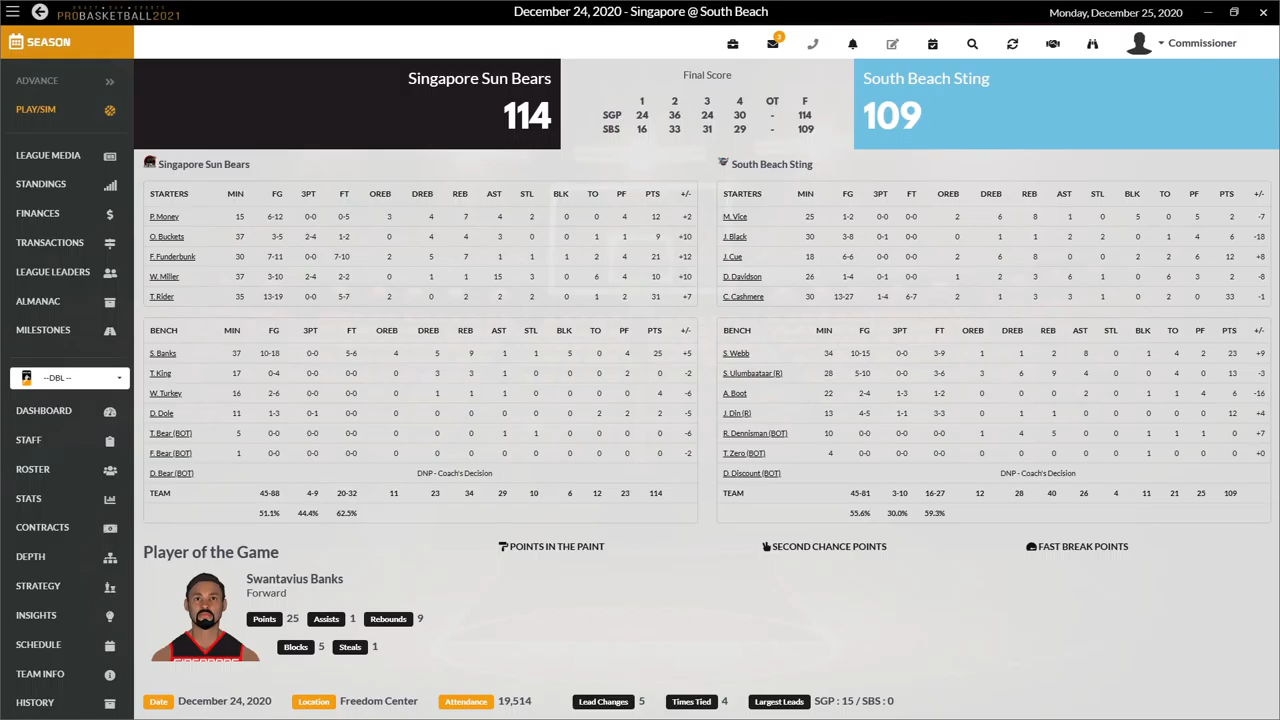 DRAFT DAY SPORTS
PROBASKETBALL2021
December 24, 2020 - Singapore @ South Beach
Monday, December 25, 2020
SEASON
3
Commissioner
ADVANCE
PLAY/SIM
LEAGUE MEDIA
STANDINGS
FINANCES
TRANSACTIONS
LEAGUE LEADERS
ALMANAC
MILESTONES
--DBL --
DASHBOARD
STAFF
ROSTER
STATS
CONTRACTS
DEPTH
STRATEGY
INSIGHTS
SCHEDULE
TEAM INFO
HISTORY
Singapore Sun Bears
114
Final Score
1 2 3 4 OT F
SGP 24 36 24 30 - 114
SBS 16 33 31 29 - 109
South Beach Sting
109
Singapore Sun Bears
STARTERS MIN FG 3PT FT OREB DREB REB AST STL BLK TO PF PTS +/-
P. Money 15 6-12 0-0 0-5 3 4 7 4 2 0 0 4 12 +2
O. Buckets 37 3-5 2-4 1-2 0 4 4 3 0 0 1 1 9 +10
F. Funderbunk 30 7-11 0-0 7-10 2 5 7 1 1 1 2 4 21 +12
W. Miller 37 3-10 2-4 2-2 0 1 1 15 3 0 6 4 10 +10
T. Rider 35 13-19 0-0 5-7 2 0 2 2 2 0 1 2 31 +7
BENCH MIN FG 3PT FT OREB DREB REB AST STL BLK TO PF PTS +/-
S. Banks 37 10-18 0-0 5-6 4 5 9 1 1 5 0 4 25 +5
T. King 17 0-4 0-0 0-0 0 3 3 1 0 0 0 2 0 -2
W. Turkey 16 2-6 0-0 0-0 0 1 1 1 0 0 0 0 4 -6
D. Dole 11 1-3 0-0 0-1 0 0 0 0 0 0 2 2 2 -5
T. Bear (BOT) 5 0-0 0-0 0-0 0 0 0 1 1 0 0 0 0 -6
F. Bear (BOT) 1 0-0 0-0 0-0 0 0 0 0 0 0 0 0 0 -2
D. Bear (BOT) DNP - Coach's Decision
TEAM 45-88 4-9 20-32 11 23 34 29 10 6 12 23 114
51.1% 44.4% 62.5%
South Beach Sting
STARTERS MIN FG 3PT FT OREB DREB REB AST STL BLK TO PF PTS +/-
M. Vice 25 1-2 0-0 0-0 2 6 8 1 0 5 0 5 2 -7
J. Black 30 3-8 0-1 0-0 0 1 1 2 2 0 1 4 6 -18
J. Cue 18 6-6 0-0 0-0 2 6 8 0 0 2 2 6 12 +8
D. Davidson 26 1-4 0-1 0-0 1 2 3 6 1 0 6 3 2 -8
C. Cashmere 30 13-27 1-4 6-7 2 1 3 3 1 0 2 0 33 -1
BENCH MIN FG 3PT FT OREB DREB REB AST STL BLK TO PF PTS +/-
S. Webb 34 10-15 0-0 3-9 1 1 2 8 0 1 4 2 23 +9
S. Ulumbaataar (R) 28 5-10 0-0 3-6 3 6 9 4 0 0 4 0 13 -3
A. Boot 22 2-4 1-3 1-2 0 0 0 2 0 1 1 4 6 -16
J. Din (R) 13 4-5 1-1 3-3 0 1 1 0 0 0 0 0 12 +4
R. Dennisman (BOT) 10 0-0 0-0 0-0 1 4 5 0 0 1 1 1 0 +7
T. Zero (BOT) 4 0-0 0-0 0-0 0 0 0 0 0 1 0 0 0 +0
D. Discount (BOT) DNP - Coach's Decision
TEAM 45-81 3-10 16-27 12 28 40 26 4 11 21 25 109
55.6% 30.0% 59.3%
Player of the Game
POINTS IN THE PAINT
SECOND CHANCE POINTS
FAST BREAK POINTS
Swantavius Banks
Forward
Points 25 Assists 1 Rebounds 9
Blocks 5 Steals 1
SINGAPORE
Date December 24, 2020 Location Freedom Center Attendance 19,514 Lead Changes 5 Times Tied 4 Largest Leads SGP : 15 / SBS : 0